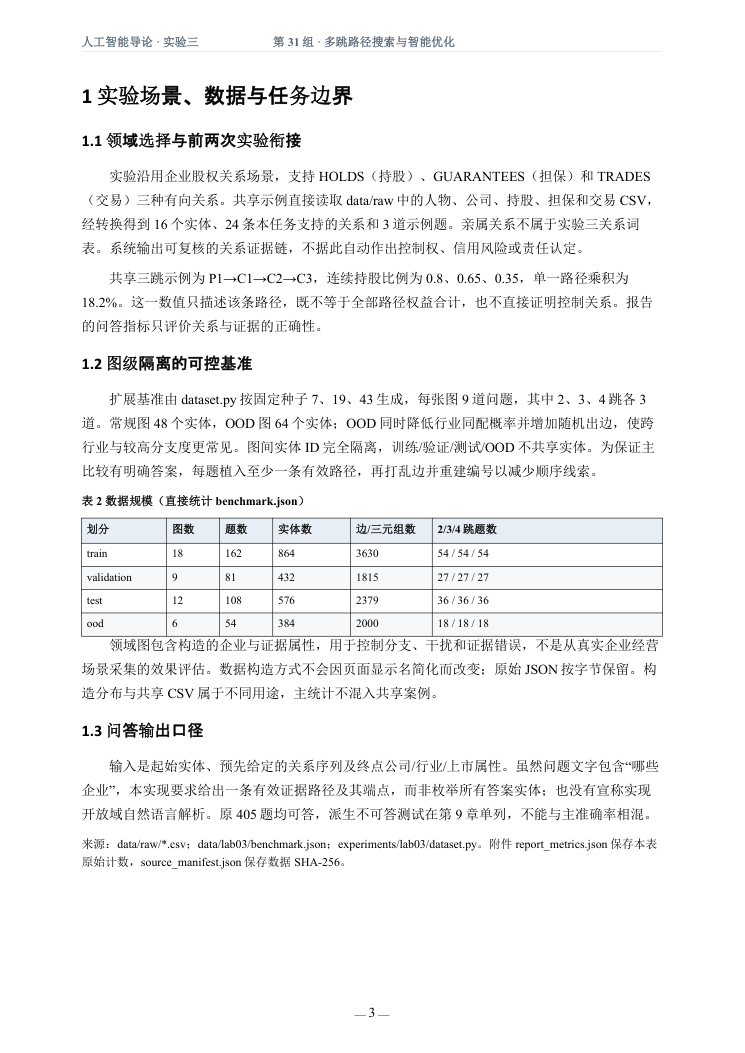 人工智能导论 · 实验三 第 31 组 · 多跳路径搜索与智能优化
1 实验场景、数据与任务边界
1.1 领域选择与前两次实验衔接
实验沿用企业股权关系场景，支持 HOLDS（持股）、GUARANTEES（担保）和 TRADES
（交易）三种有向关系。共享示例直接读取 data/raw 中的人物、公司、持股、担保和交易 CSV，
经转换得到 16 个实体、24 条本任务支持的关系和 3 道示例题。亲属关系不属于实验三关系词
表。系统输出可复核的关系证据链，不据此自动作出控制权、信用风险或责任认定。
共享三跳示例为 P1→C1→C2→C3，连续持股比例为 0.8、0.65、0.35，单一路径乘积为
18.2%。这一数值只描述该条路径，既不等于全部路径权益合计，也不直接证明控制关系。报告
的问答指标只评价关系与证据的正确性。
1.2 图级隔离的可控基准
扩展基准由 dataset.py 按固定种子 7、19、43 生成，每张图 9 道问题，其中 2、3、4 跳各 3
道。常规图 48 个实体，OOD 图 64 个实体；OOD 同时降低行业同配概率并增加随机出边，使跨
行业与较高分支度更常见。图间实体 ID 完全隔离，训练/验证/测试/OOD 不共享实体。为保证主
比较有明确答案，每题植入至少一条有效路径，再打乱边并重建编号以减少顺序线索。
表 2 数据规模（直接统计 benchmark.json）
划分 图数 题数 实体数 边/三元组数 2/3/4 跳题数
train 18 162 864 3630 54 / 54 / 54
validation 9 81 432 1815 27 / 27 / 27
test 12 108 576 2379 36 / 36 / 36
ood 6 54 384 2000 18 / 18 / 18
领域图包含构造的企业与证据属性，用于控制分支、干扰和证据错误，不是从真实企业经营
场景采集的效果评估。数据构造方式不会因页面显示名简化而改变；原始 JSON 按字节保留。构
造分布与共享 CSV 属于不同用途，主统计不混入共享案例。
1.3 问答输出口径
输入是起始实体、预先给定的关系序列及终点公司/行业/上市属性。虽然问题文字包含“哪些
企业”，本实现要求给出一条有效证据路径及其端点，而非枚举所有答案实体；也没有宣称实现
开放域自然语言解析。原 405 题均可答，派生不可答测试在第 9 章单列，不能与主准确率相混。
来源：data/raw/*.csv；data/lab03/benchmark.json；experiments/lab03/dataset.py。附件 report_metrics.json 保存本表
原始计数，source_manifest.json 保存数据 SHA-256。
— 3 —